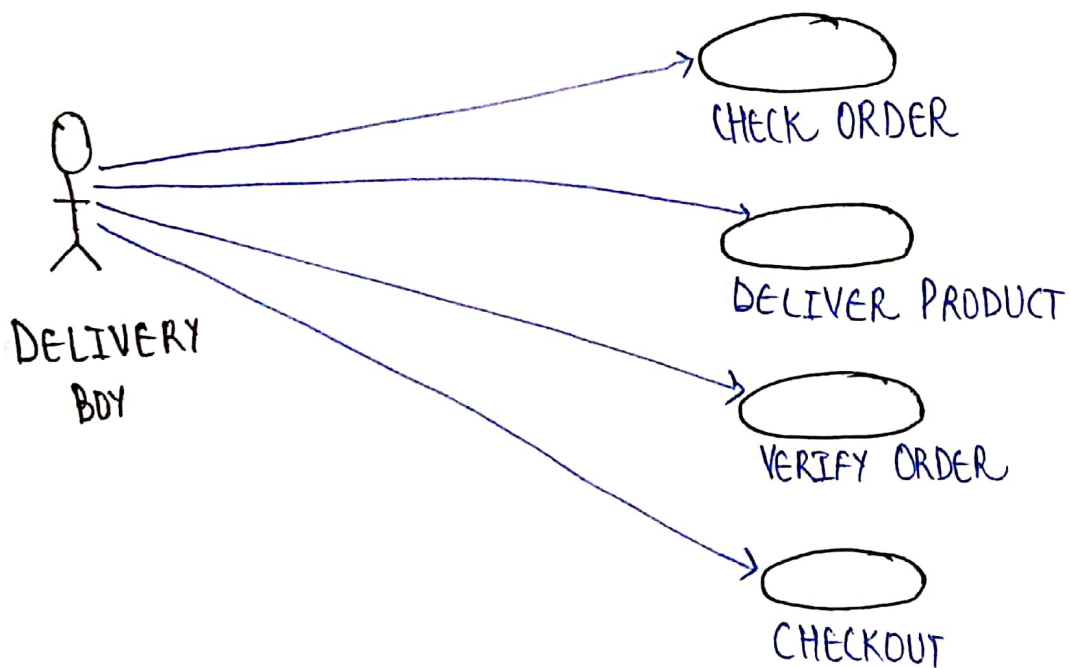 CHECK ORDER
DELIVER PRODUCT
DELIVERY
BOY
VERIFY ORDER
CHECKOUT